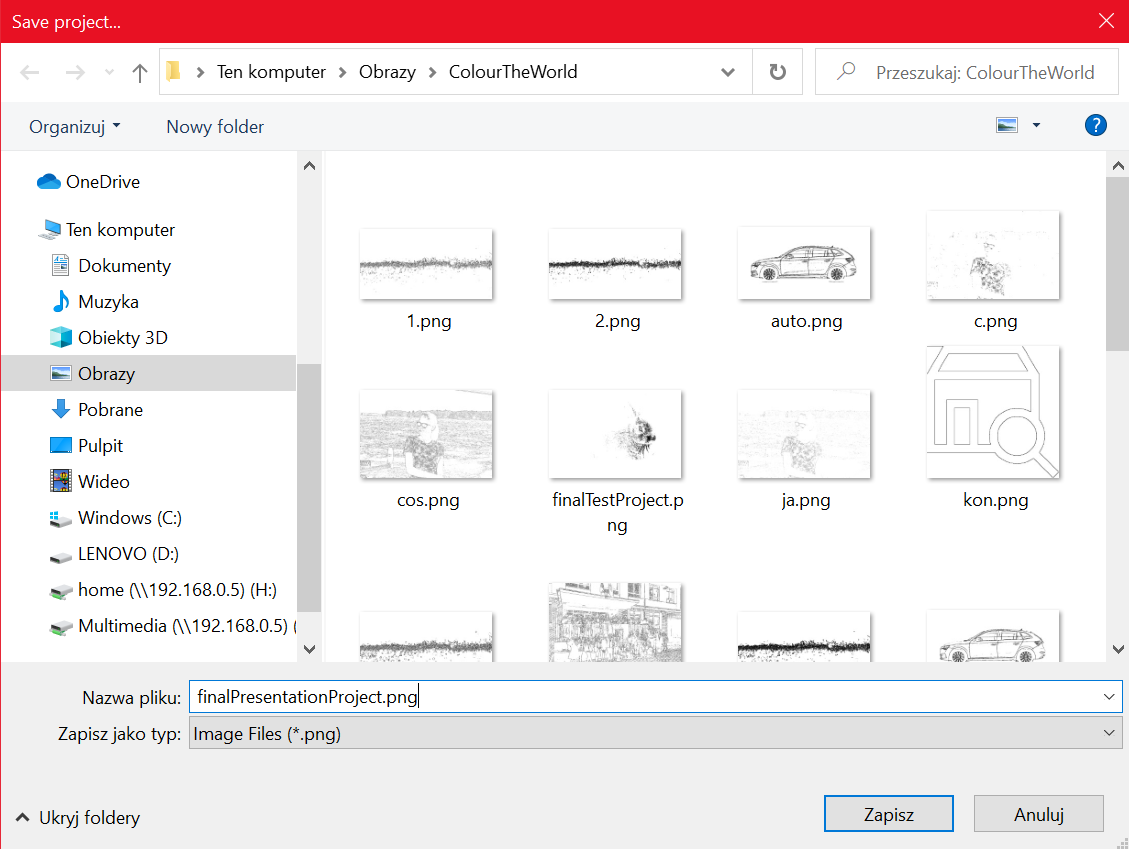 Save project...
Ten komputer Obrazy ColourTheWorld
Przeszukaj: ColourTheWorld
Organizuj Nowy folder
?
OneDrive
Ten komputer
Dokumenty
Muzyka
Obiekty 3D
Obrazy
Pobrane
Pulpit
Wideo
Windows (C:)
LENOVO (D:)
home (\\192.168.0.5) (H:)
Multimedia (\\192.168.0.5) (
1.png
2.png
auto.png
c.png
cos.png
finalTestProject.p
ng
ja.png
kon.png
Nazwa pliku: finalPresentationProject.png
Zapisz jako typ: Image Files (*.png)
Ukryj foldery
Zapisz
Anuluj